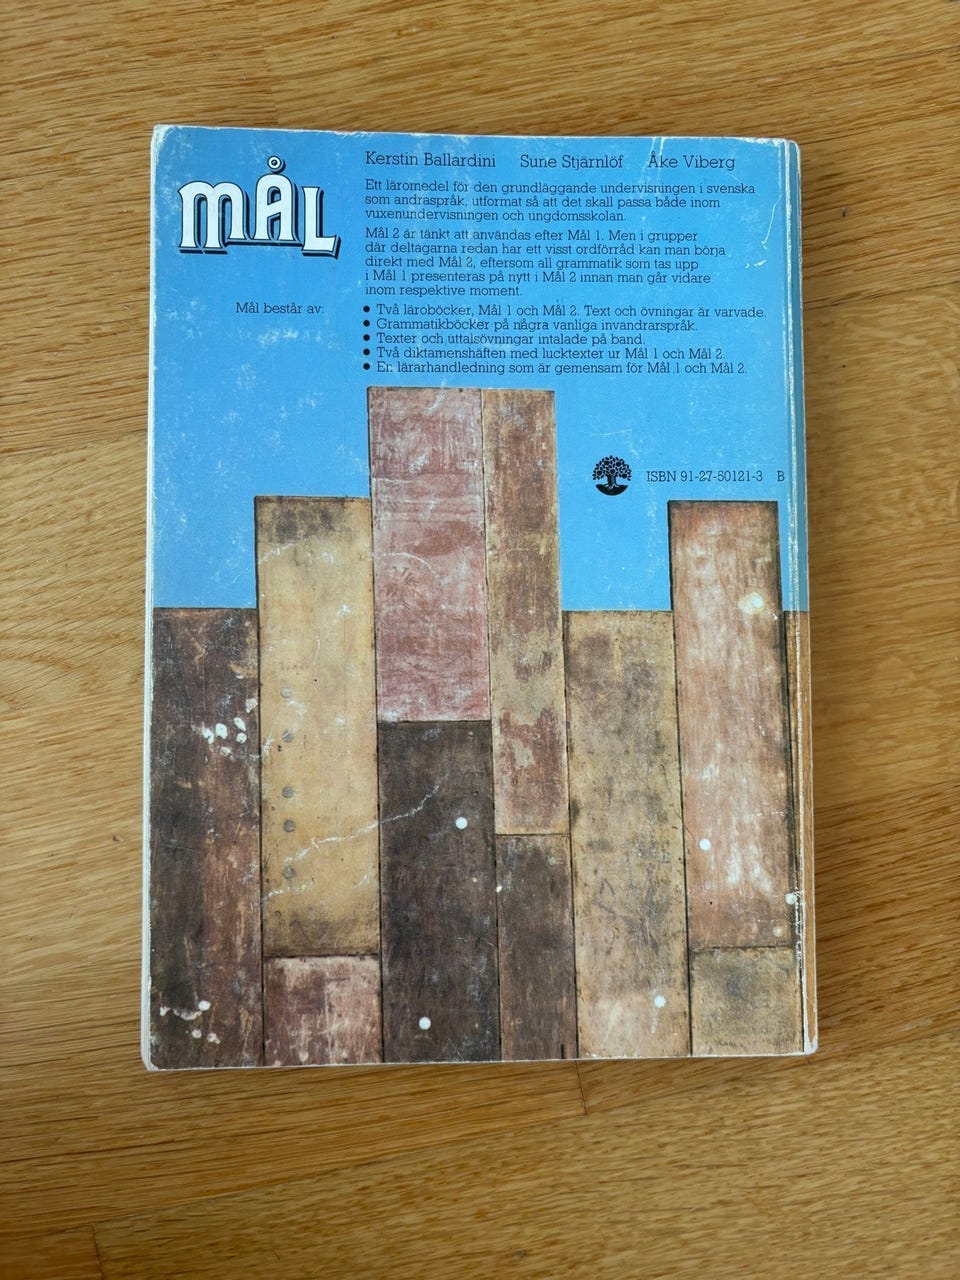 MÅL
Kerstin Ballardini Sune Stjärnlöf Åke Viberg
Ett läromedel för den grundläggande undervisningen i svenska
som andraspråk, utformat så att det skall passa både inom
vuxenundervisningen och ungdomsskolan.
Mål 2 är tänkt att användas efter Mål 1. Men i grupper
där deltagarna redan har ett visst ordförråd kan man börja
direkt med Mål 2, eftersom all grammatik som tas upp
i Mål 1 presenteras på nytt i Mål 2 innan man går vidare
inom respektive moment.
Mål består av:
• Två läroböcker, Mål 1 och Mål 2. Text och övningar är varvade.
• Grammatikböcker på några vanliga invandrarspråk.
• Texter och uttalsövningar intalade på band.
• Två diktamenshäften med lucktexter ur Mål 1 och Mål 2.
• En lärarhandledning som är gemensam för Mål 1 och Mål 2.
ISBN 91-27-50121-3 B